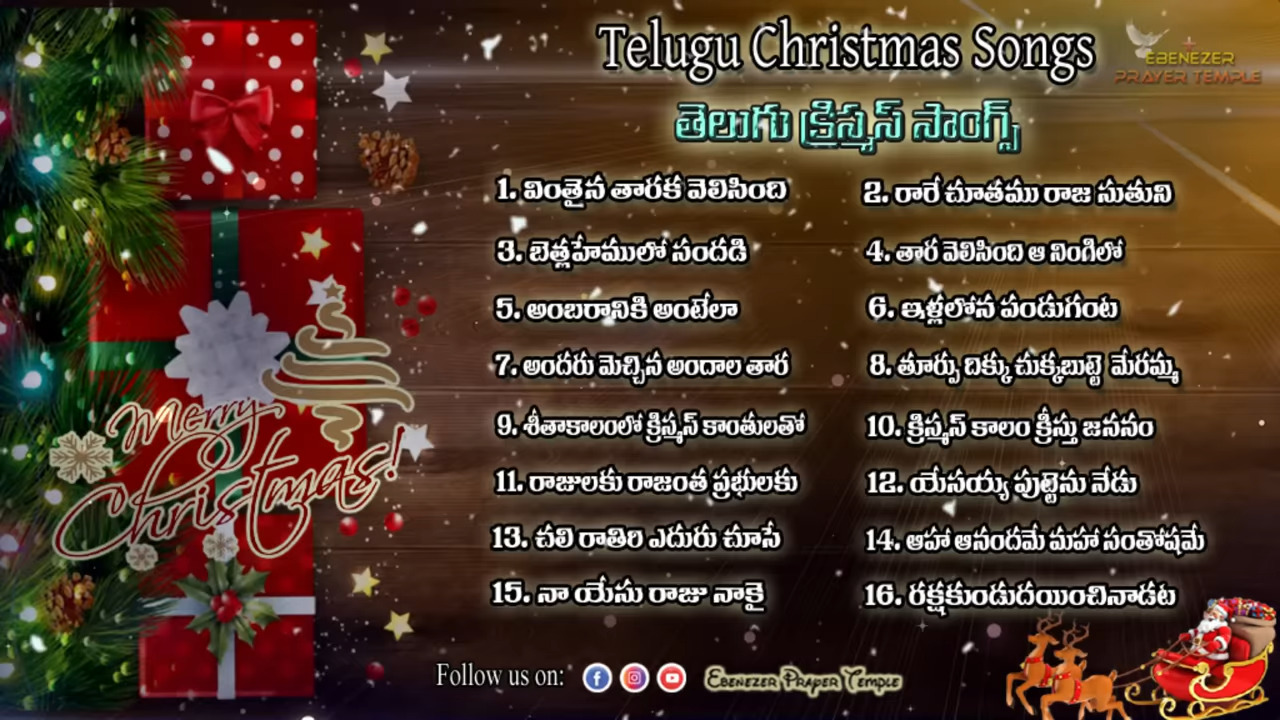 Telugu Christmas Songs
EBENEZER
PRAYER TEMPLE
తెలుగు క్రిస్మస్ సాంగ్స్
1. వింతైన తారక వెలిసింది
2. రారే చూతము రాజ సుతుని
3. బెత్లహేములో సందడి
4. తార వెలిసింది ఆ నింగిలో
5. అంబరానికి అంటేలా
6. ఇళ్లలోన పండుగంట
7. అందరు మెచ్చిన అందాల తార
8. తూర్పు దిక్కు చుక్కబుట్టె మేరమ్మ
9. శీతాకాలంలో క్రిస్మస్ కాంతులతో
10. క్రిస్మస్ కాలం క్రీస్తు జననం
11. రాజులకు రాజంత ప్రభులకు
12. యేసయ్య పుట్టెను నేడు
13. చలి రాతిరి ఎదురు చూసే
14. ఆహా ఆనందమే మహా సంతోషమే
15. నా యేసు రాజు నాకై
16. రక్షకుండుదయించినాడట
Merry
Christmas!
Follow us on:
Ebenezer Prayer Temple